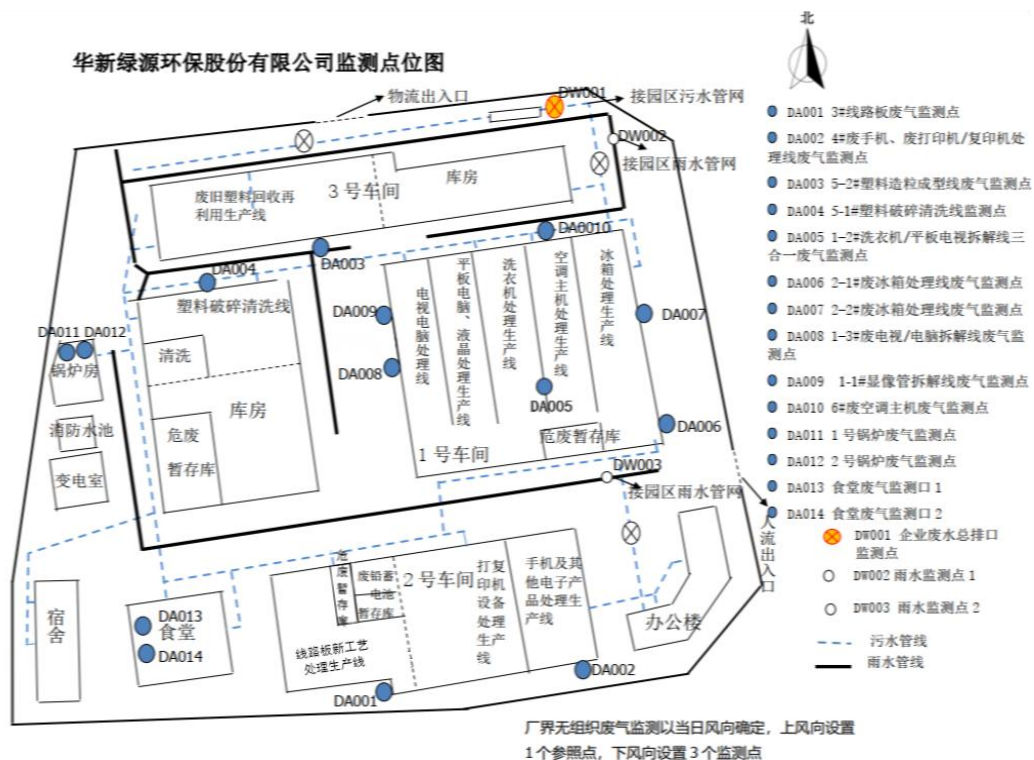 华新绿源环保股份有限公司监测点位图
北
物流出入口
DW001
接园区污水管网
DW002
接园区雨水管网
废旧塑料回收再
利用生产线
3号车间
库房
DA0010
DA003
DA004
塑料破碎清洗线
清洗
库房
危废
暂存库
DA011 DA012
锅炉房
消防水池
变电室
DA009
DA008
电视电脑处理线
平板电脑、液晶处理生产线
洗衣机处理生产线
空调主机处理生产线
冰箱处理生产线
DA007
DA005
DA006
危废暂存库
1号车间
DW003
接园区雨水管网
人流出入口
危废暂存库
废铅蓄
电池
暂存库
2号车间
打复印机设备处理生产线
手机及其
他电子产
品处理生
产线
线路板新工艺
处理生产线
办公楼
宿舍
DA013
食堂
DA014
DA001
DA002
DA001 3#线路板废气监测点
DA002 4#废手机、废打印机/复印机处
理线废气监测点
DA003 5-2#塑料造粒成型线废气监测点
DA004 5-1#塑料破碎清洗线监测点
DA005 1-2#洗衣机/平板电视拆解线三
合一废气监测点
DA006 2-1#废冰箱处理线废气监测点
DA007 2-2#废冰箱处理线废气监测点
DA008 1-3#废电视/电脑拆解线废气监
测点
DA009 1-1#显像管拆解线废气监测点
DA010 6#废空调主机废气监测点
DA011 1号锅炉废气监测点
DA012 2号锅炉废气监测点
DA013 食堂废气监测口1
DA014 食堂废气监测口2
DW001 企业废水总排口
监测点
DW002 雨水监测点1
DW003 雨水监测点2
污水管线
雨水管线
厂界无组织废气监测以当日风向确定，上风向设置
1个参照点，下风向设置3个监测点